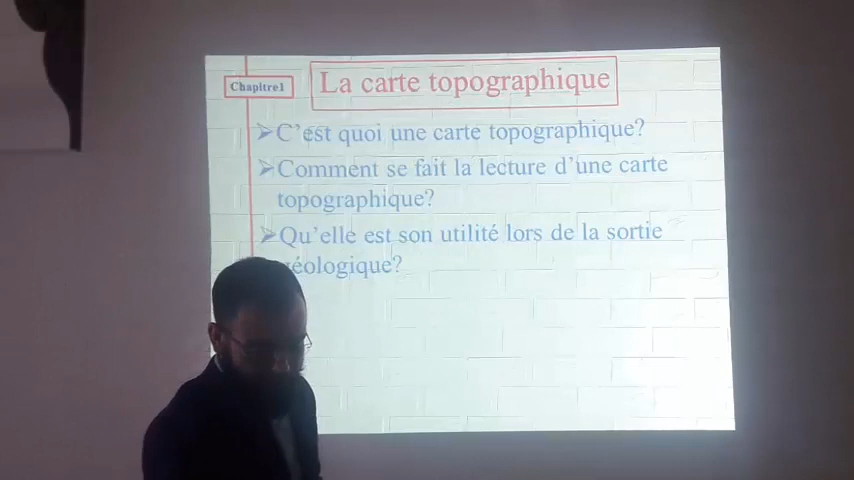 Chapitre1
La carte topographique
➢C'est quoi une carte topographique?
➢Comment se fait la lecture d'une carte
topographique?
➢Qu'elle est son utilité lors de la sortie
éologique?